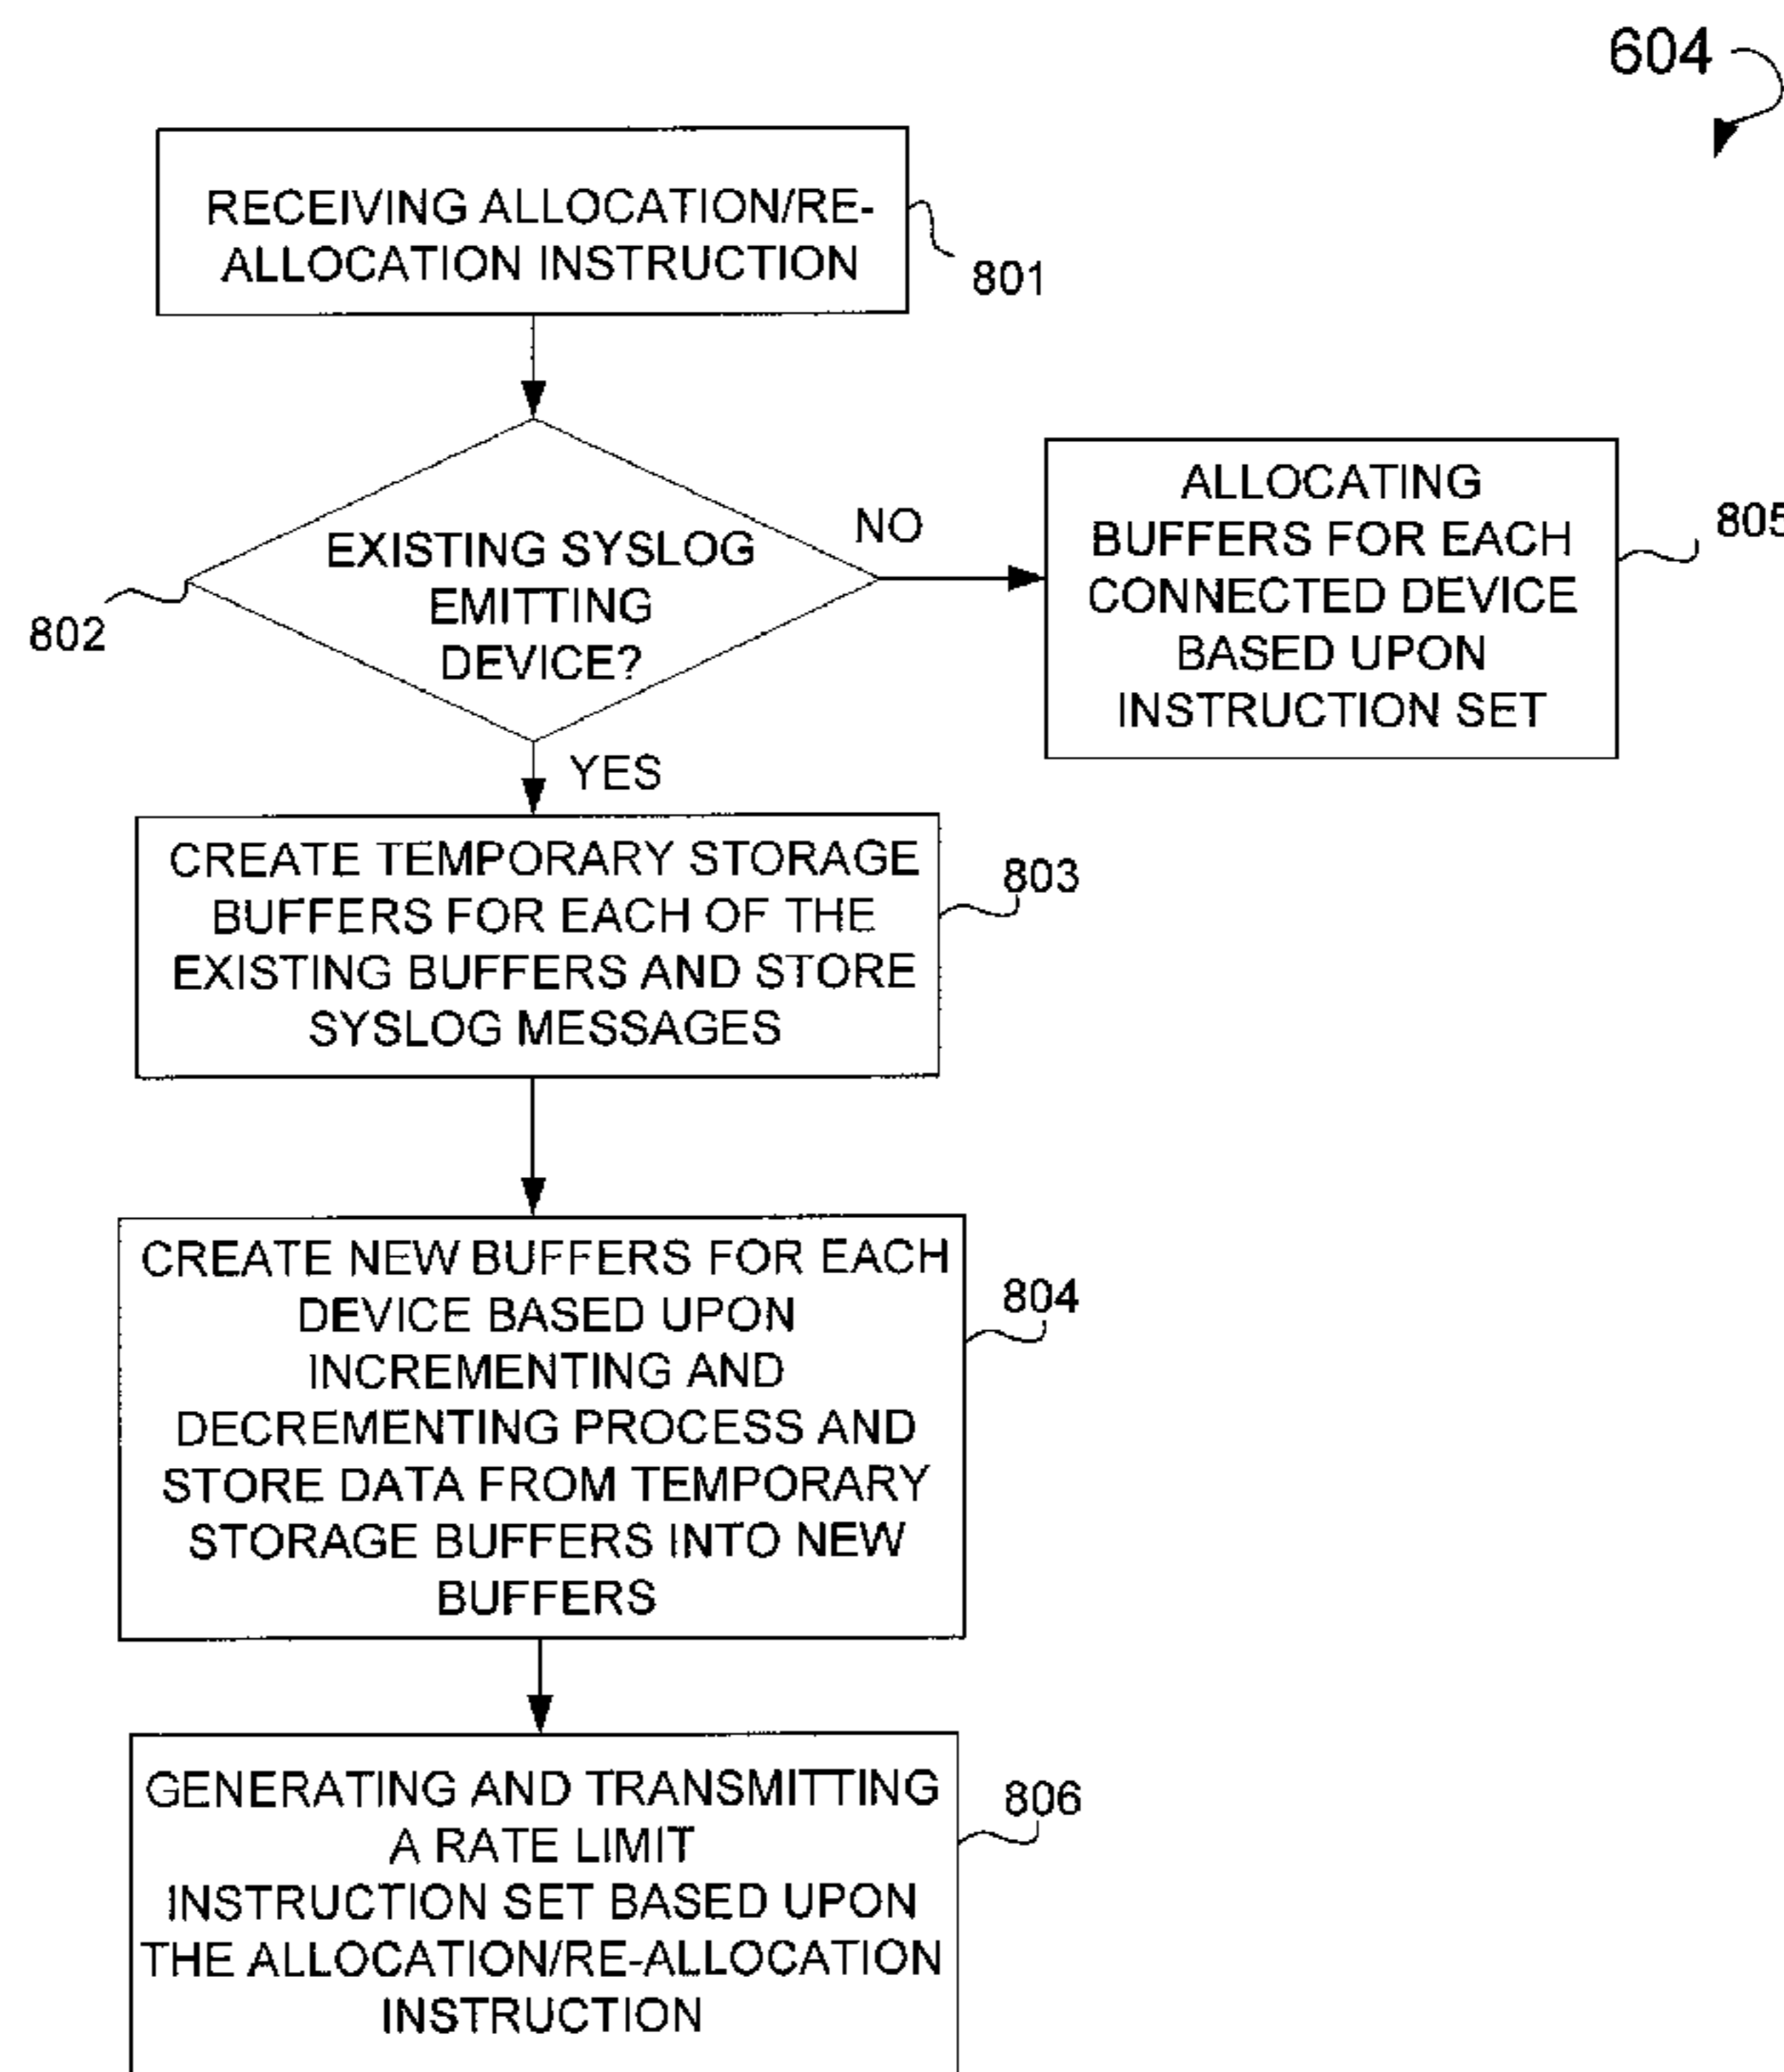 604
RECEIVING ALLOCATION/RE-
ALLOCATION INSTRUCTION
801
EXISTING SYSLOG
EMITTING
DEVICE?
802
NO
ALLOCATING
BUFFERS FOR EACH
CONNECTED DEVICE
BASED UPON
INSTRUCTION SET
805
YES
CREATE TEMPORARY STORAGE
BUFFERS FOR EACH OF THE
EXISTING BUFFERS AND STORE
SYSLOG MESSAGES
803
CREATE NEW BUFFERS FOR EACH
DEVICE BASED UPON
INCREMENTING AND
DECREMENTING PROCESS AND
STORE DATA FROM TEMPORARY
STORAGE BUFFERS INTO NEW
BUFFERS
804
GENERATING AND TRANSMITTING
A RATE LIMIT
INSTRUCTION SET BASED UPON
THE ALLOCATION/RE-ALLOCATION
INSTRUCTION
806